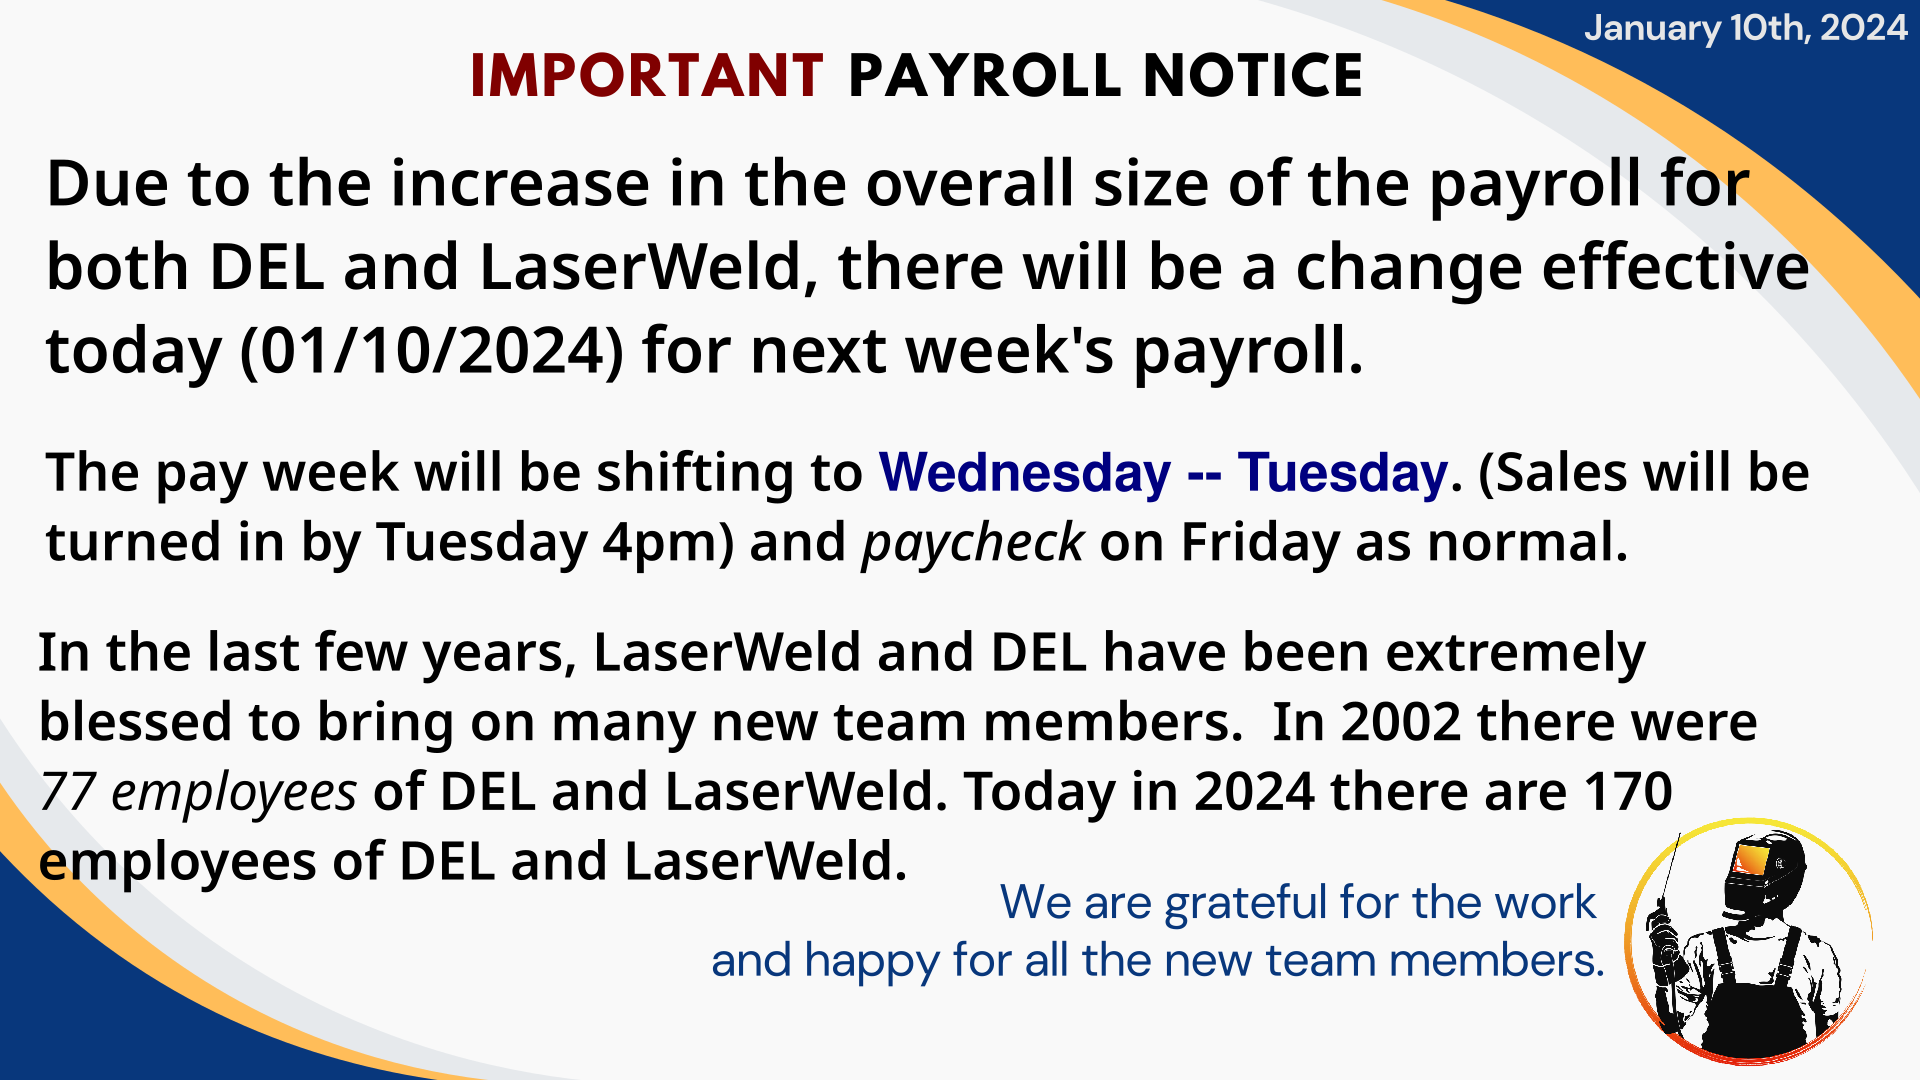 January 10th, 2024
IMPORTANT PAYROLL NOTICE
Due to the increase in the overall size of the payroll for
both DEL and LaserWeld, there will be a change effective
today (01/10/2024) for next week's payroll.
The pay week will be shifting to Wednesday -- Tuesday. (Sales will be
turned in by Tuesday 4pm) and paycheck on Friday as normal.
In the last few years, LaserWeld and DEL have been extremely
blessed to bring on many new team members.  In 2002 there were
77 employees of DEL and LaserWeld. Today in 2024 there are 170
employees of DEL and LaserWeld.
We are grateful for the work
and happy for all the new team members.